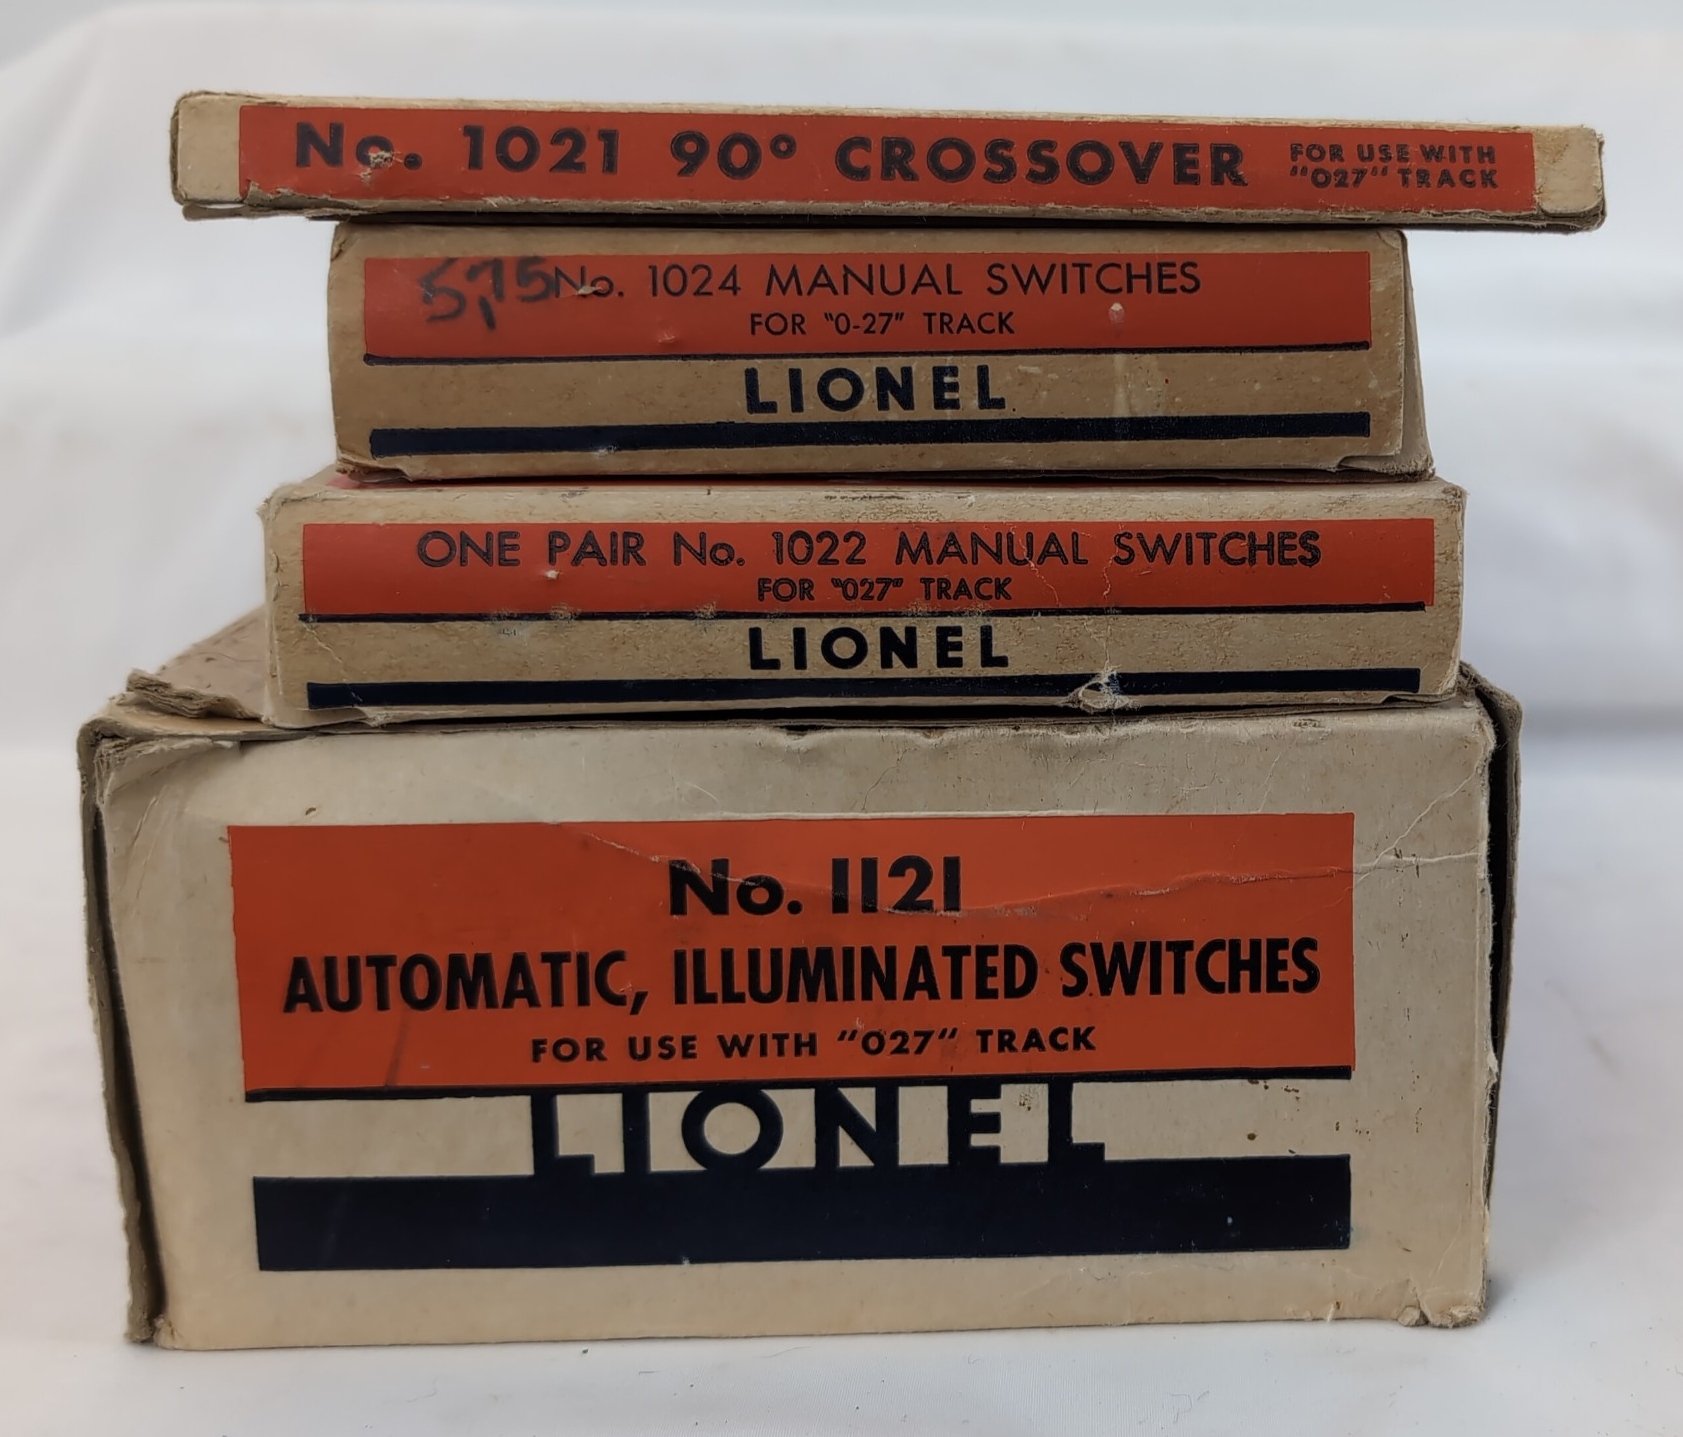 No. 1021 90° CROSSOVER
FOR USE WITH
"027" TRACK
5,75
No. 1024 MANUAL SWITCHES
FOR "0-27" TRACK
LIONEL
ONE PAIR No. 1022 MANUAL SWITCHES
FOR "027" TRACK
LIONEL
No. 1121
AUTOMATIC, ILLUMINATED SWITCHES
FOR USE WITH "027" TRACK
LIONEL